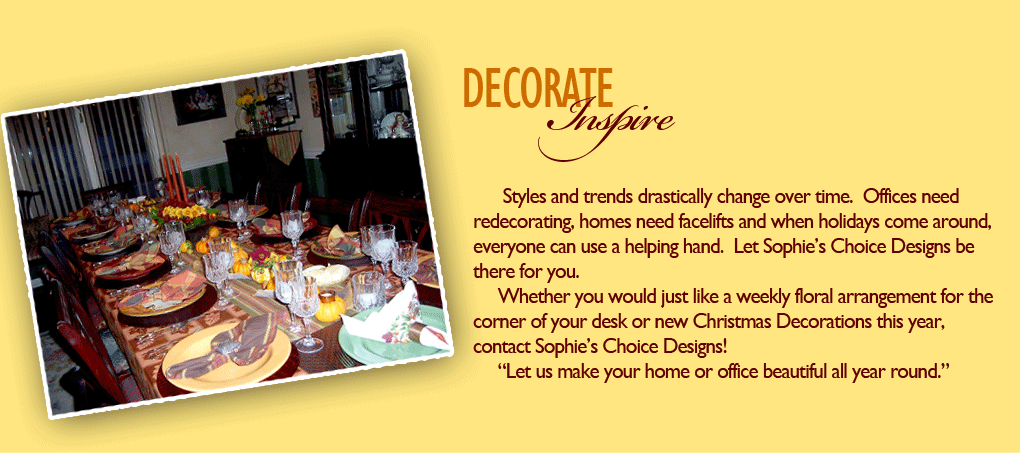 DECORATE
Inspire
Styles and trends drastically change over time.  Offices need
redecorating, homes need facelifts and when holidays come around,
everyone can use a helping hand.  Let Sophie’s Choice Designs be
there for you.
Whether you would just like a weekly floral arrangement for the
corner of your desk or new Christmas Decorations this year,
contact Sophie’s Choice Designs!
“Let us make your home or office beautiful all year round.”